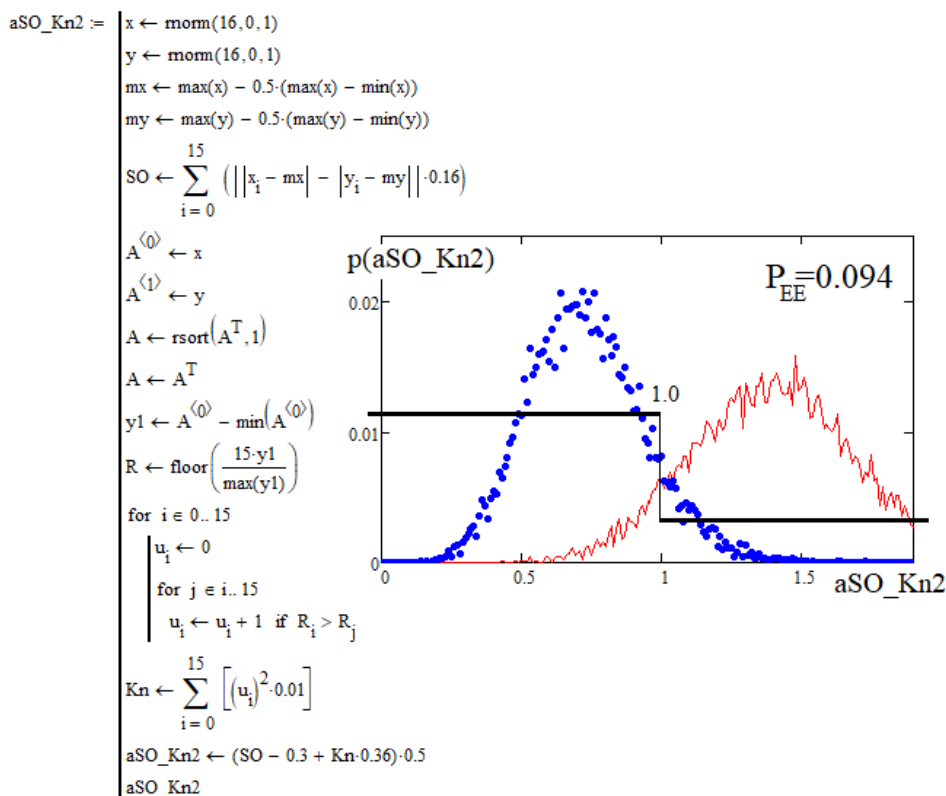 aSO_Kn2 := x ← rnorm(16,0,1)
y ← rnorm(16,0,1)
mx ← max(x) − 0.5·(max(x) − min(x))
my ← max(y) − 0.5·(max(y) − min(y))
SO ← ∑_{i = 0}^{15} (||x_i − mx| − |y_i − my||·0.16)
A^⟨0⟩ ← x
A^⟨1⟩ ← y
A ← rsort(A^T, 1)
A ← A^T
y1 ← A^⟨0⟩ − min(A^⟨0⟩)
R ← floor(15·y1 / max(y1))
for i ∈ 0..15
u_i ← 0
for j ∈ i..15
u_i ← u_i + 1 if R_i > R_j
Kn ← ∑_{i = 0}^{15} [(u_i)^2·0.01]
aSO_Kn2 ← (SO − 0.3 + Kn·0.36)·0.5
aSO_Kn2
p(aSO_Kn2)
P_EE=0.094
0.02
1.0
0.01
0
0 0.5 1 1.5
aSO_Kn2